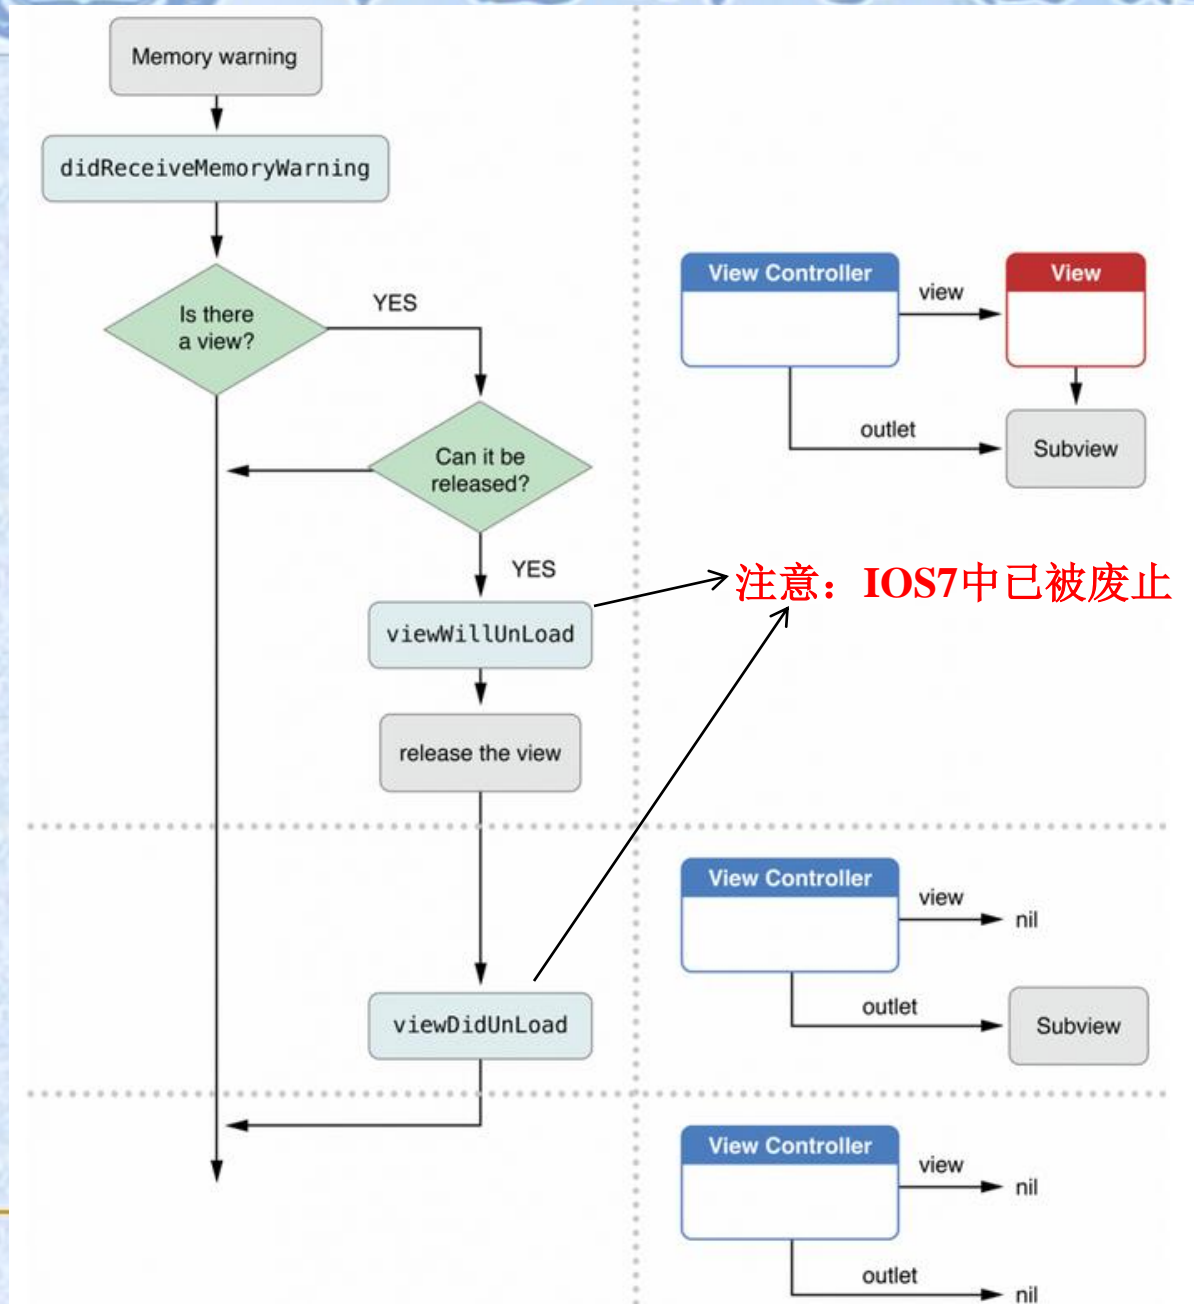 Memory warning
didReceiveMemoryWarning
Is there
a view?
YES
Can it be
released?
YES
viewWillUnLoad
release the view
viewDidUnLoad
View Controller
view
View
outlet
Subview
注意：IOS7中已被废止
View Controller
view
nil
outlet
Subview
View Controller
view
nil
outlet
nil